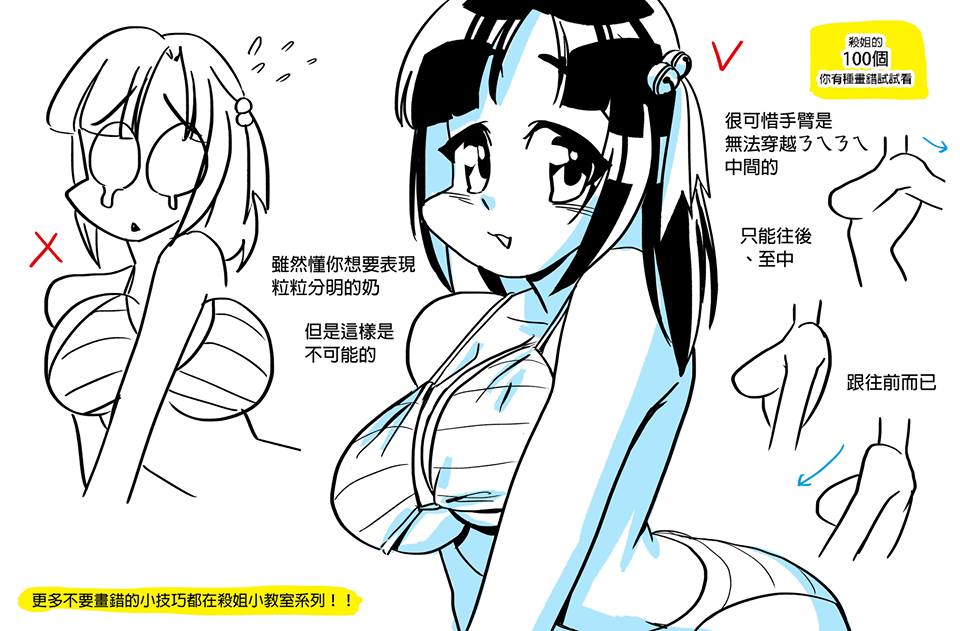 殺姐的
100個
你有種畫錯試試看
很可惜手臂是
無法穿越ㄋㄟㄋㄟ
中間的
只能往後
、至中
雖然懂你想要表現
粒粒分明的奶
但是這樣是
不可能的
跟往前而已
更多不要畫錯的小技巧都在殺姐小教室系列！！